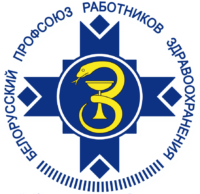 БЕЛОРУССКИЙ ПРОФСОЮЗ РАБОТНИКОВ ЗДРАВООХРАНЕНИЯ